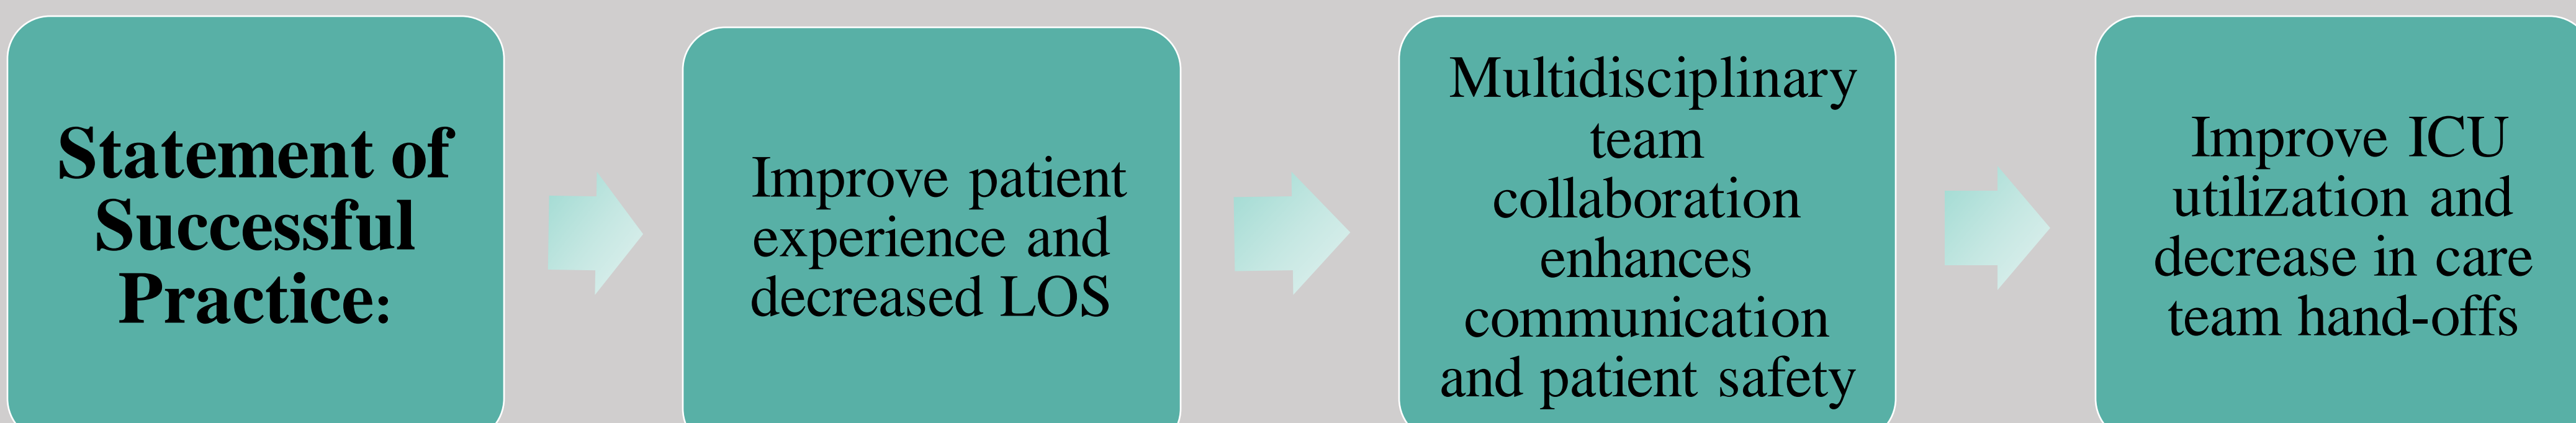 Statement of
Successful
Practice:
Improve patient
experience and
decreased LOS
Multidisciplinary
team
collaboration
enhances
communication
and patient safety
Improve ICU
utilization and
decrease in care
team hand-offs